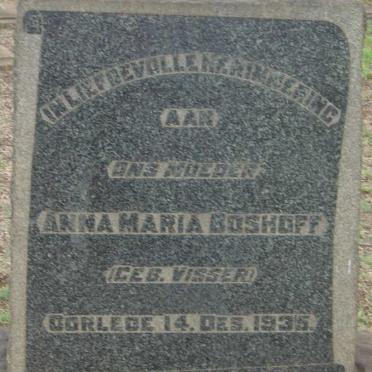 IN LIEFDEVOLLE HERINNERING
AAN
ONS MOEDER
ANNA MARIA BOSHOFF
(GEB. VISSER)
OORLEDE 14. DES. 1935.